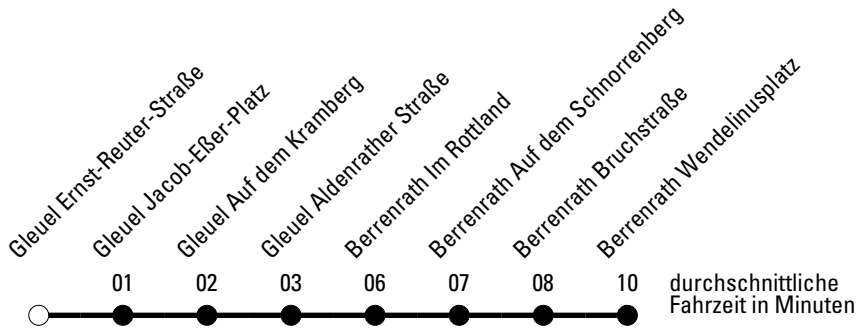 Gleuel Ernst-Reuter-Straße
Gleuel Jacob-Eßer-Platz
Gleuel Auf dem Kramberg
Gleuel Aldenrather Straße
Berrenrath Im Rottland
Berrenrath Auf dem Schnorrenberg
Berrenrath Bruchstraße
Berrenrath Wendelinusplatz
01 02 03 06 07 08 10 durchschnittliche
Fahrzeit in Minuten